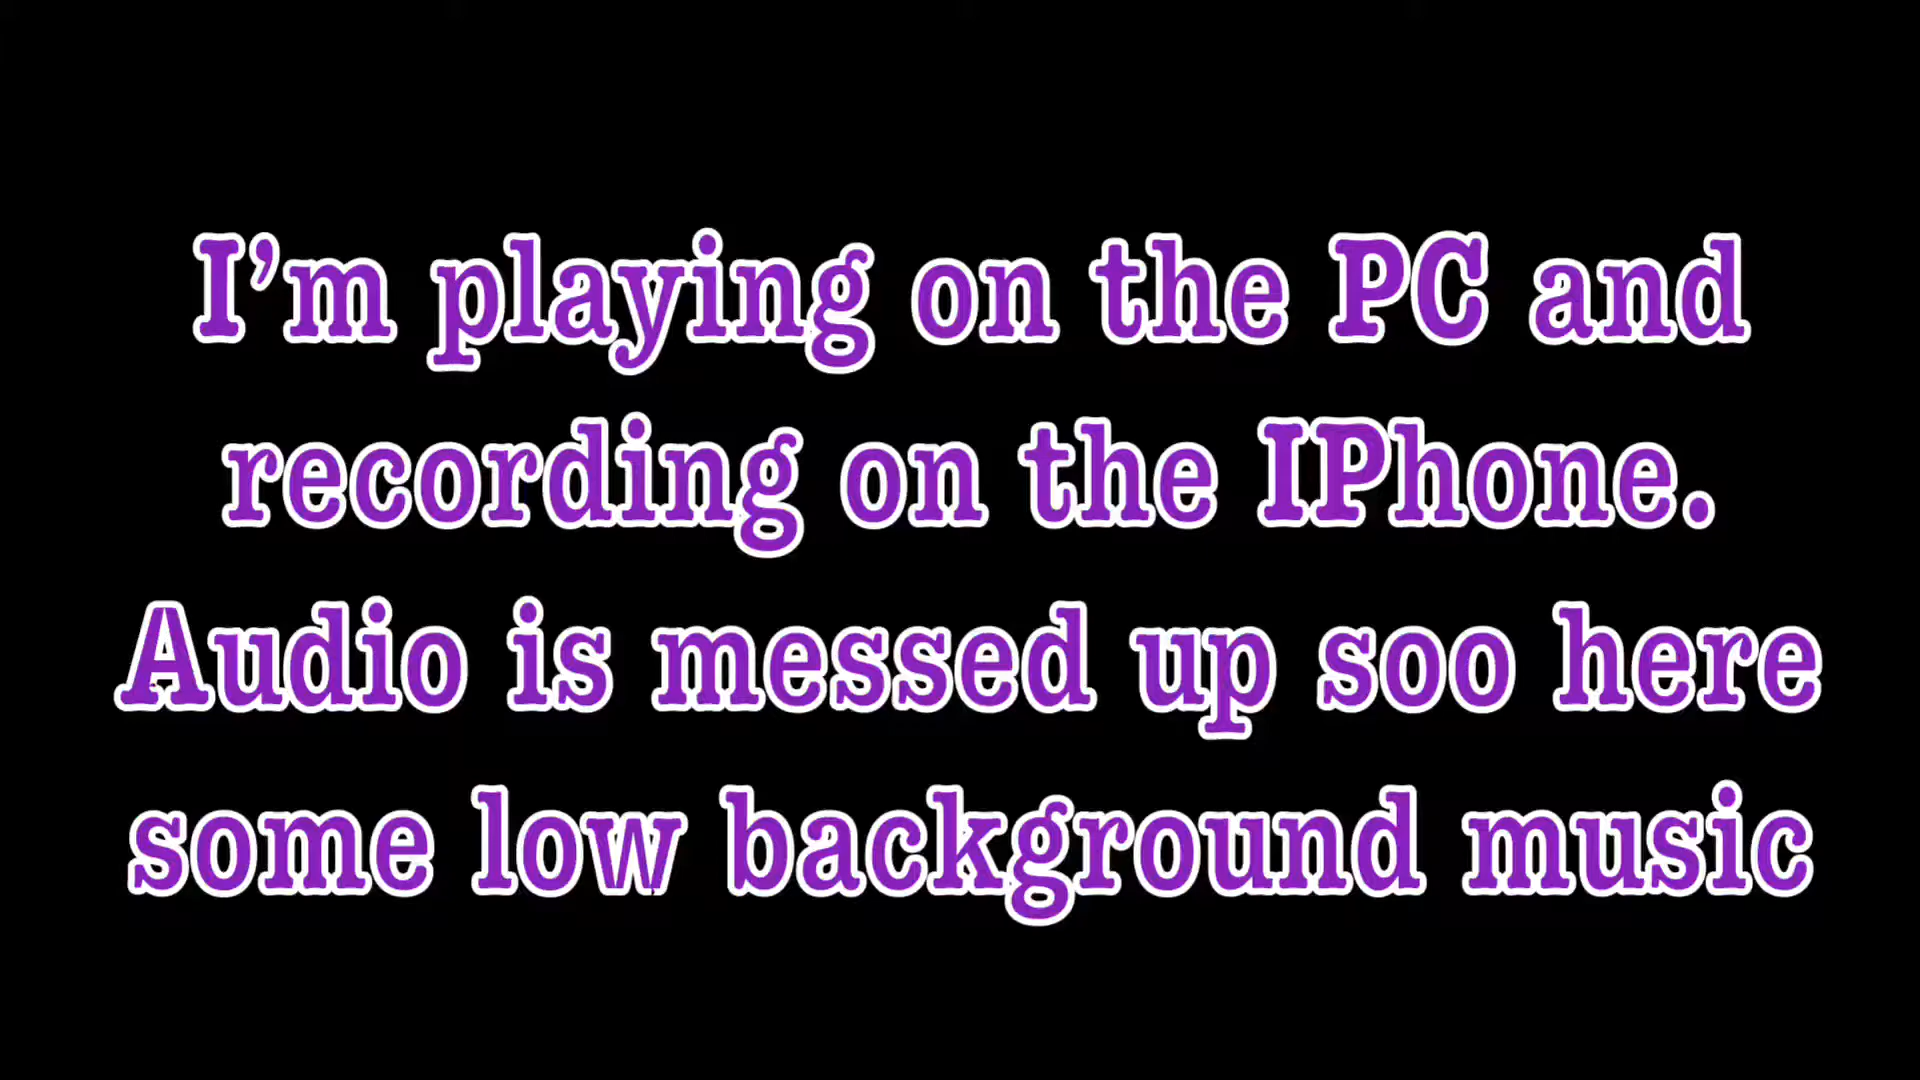 I’m playing on the PC and
recording on the IPhone.
Audio is messed up soo here
some low background music